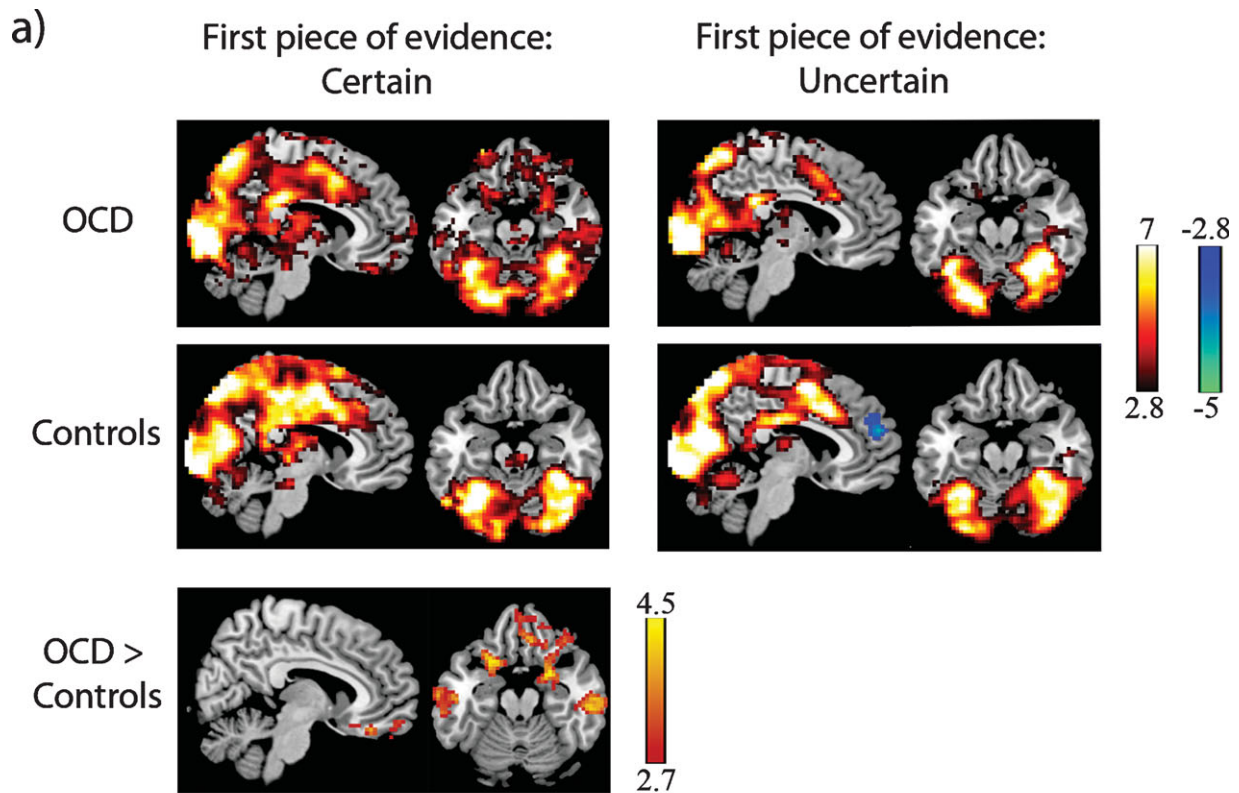 a)
First piece of evidence:
Certain
First piece of evidence:
Uncertain
OCD
7
-2.8
2.8
-5
Controls
OCD >
Controls
4.5
2.7